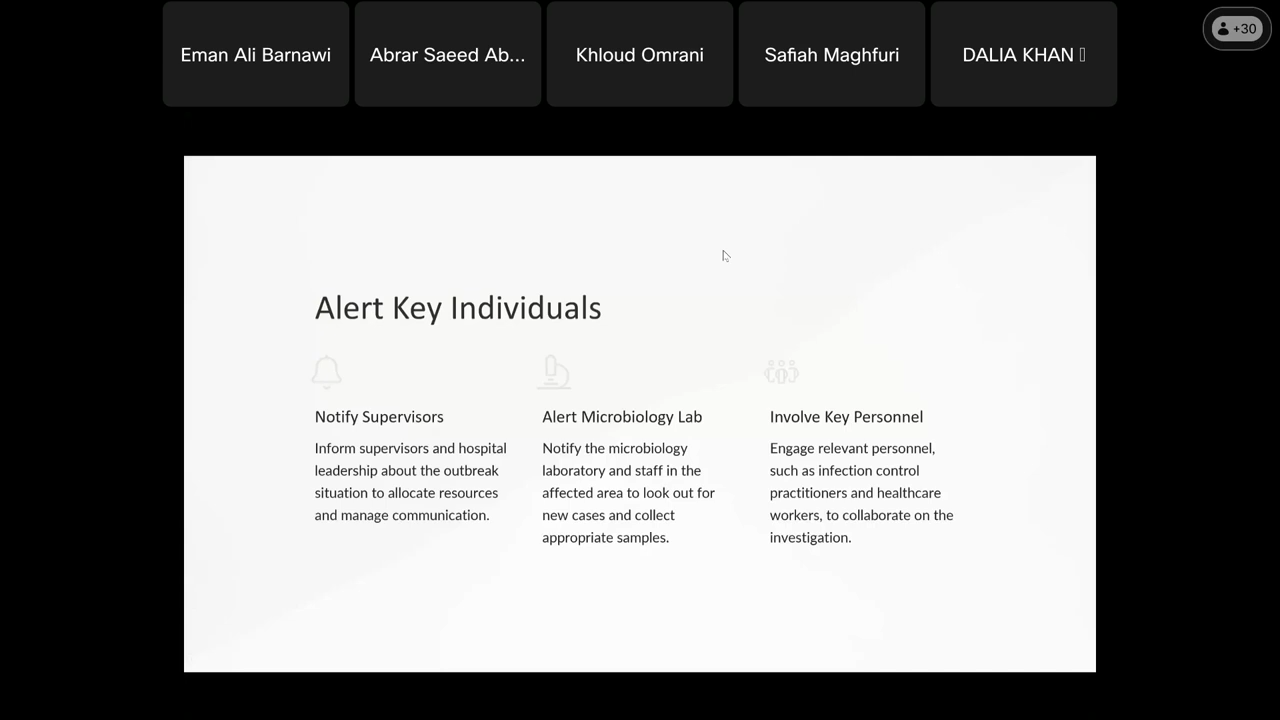 Eman Ali Barnawi
Abrar Saeed Ab...
Khloud Omrani
Safiah Maghfuri
DALIA KHAN
+30
Alert Key Individuals
Notify Supervisors
Inform supervisors and hospital
leadership about the outbreak
situation to allocate resources
and manage communication.
Alert Microbiology Lab
Notify the microbiology
laboratory and staff in the
affected area to look out for
new cases and collect
appropriate samples.
Involve Key Personnel
Engage relevant personnel,
such as infection control
practitioners and healthcare
workers, to collaborate on the
investigation.